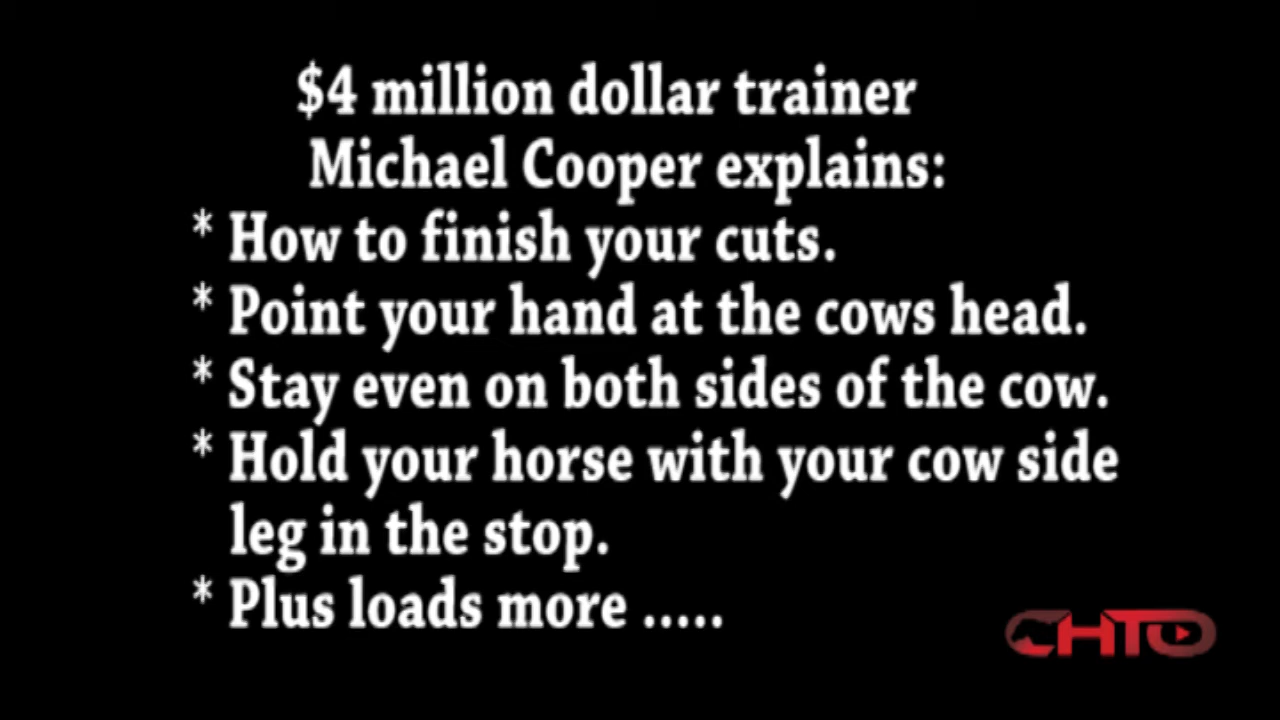 $4 million dollar trainer
Michael Cooper explains:
* How to finish your cuts.
* Point your hand at the cows head.
* Stay even on both sides of the cow.
* Hold your horse with your cow side
leg in the stop.
* Plus loads more .....
CHTO